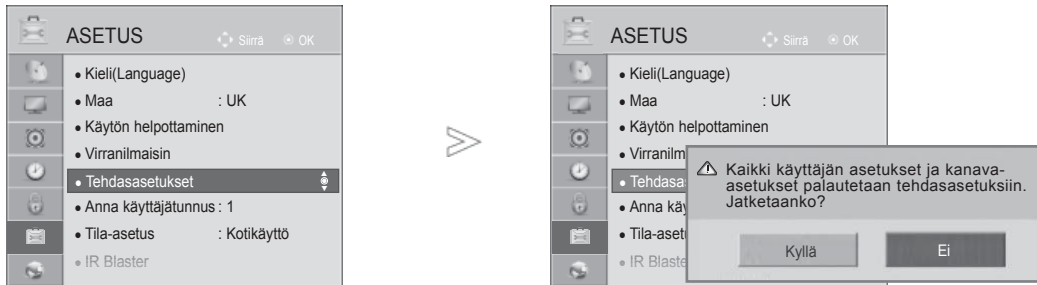 ASETUS Siirrä OK
• Kieli(Language)
• Maa : UK
• Käytön helpottaminen
• Virranilmaisin
• Tehdasasetukset
• Anna käyttäjätunnus : 1
• Tila-asetus : Kotikäyttö
• IR Blaster
ASETUS Siirrä OK
• Kieli(Language)
• Maa : UK
• Käytön helpottaminen
• Virranilm
• Tehdasa
• Anna käy
• Tila-aset
• IR Blaste
Kaikki käyttäjän asetukset ja kanava-
asetukset palautetaan tehdasasetuksiin.
Jatketaanko?
Kyllä Ei